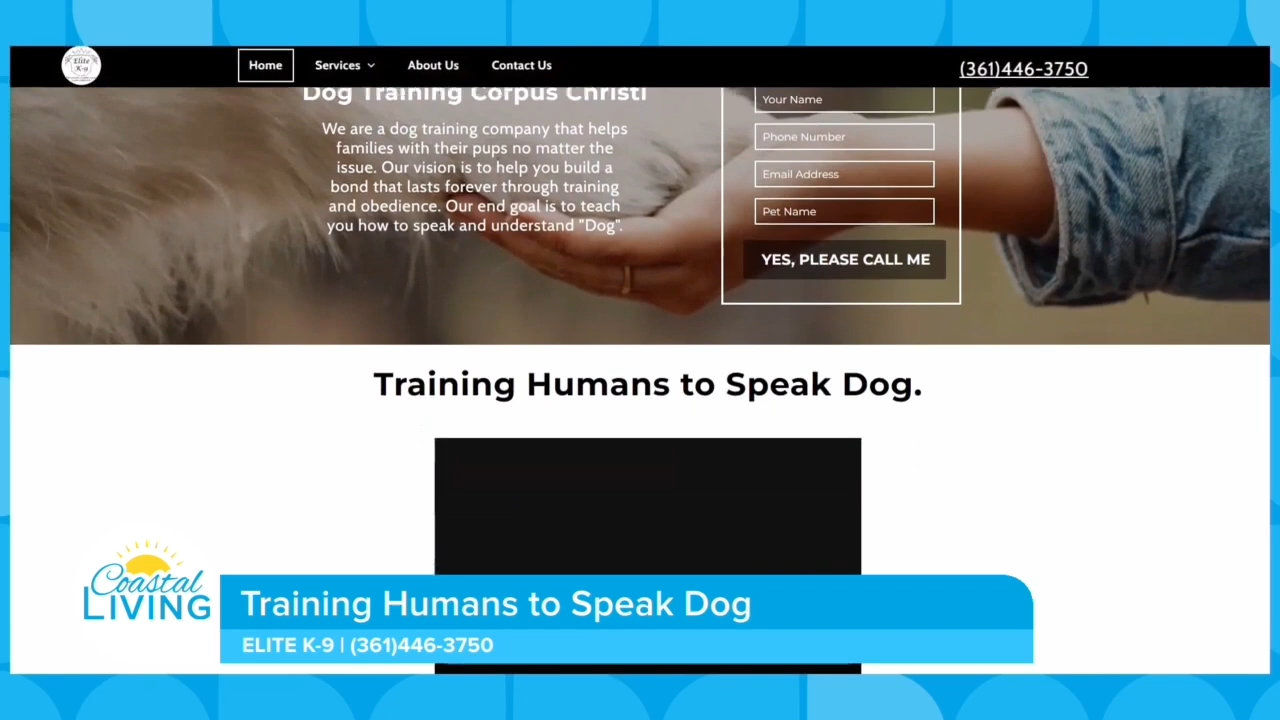 Elite
K-9
Home
Services
About Us
Contact Us
(361)446-3750
Dog Training Corpus Christi
We are a dog training company that helps
families with their pups no matter the
issue. Our vision is to help you build a
bond that lasts forever through training
and obedience. Our end goal is to teach
you how to speak and understand "Dog".
Your Name
Phone Number
Email Address
Pet Name
YES, PLEASE CALL ME
Training Humans to Speak Dog.
Coastal
LIVING
Training Humans to Speak Dog
ELITE K-9 | (361)446-3750